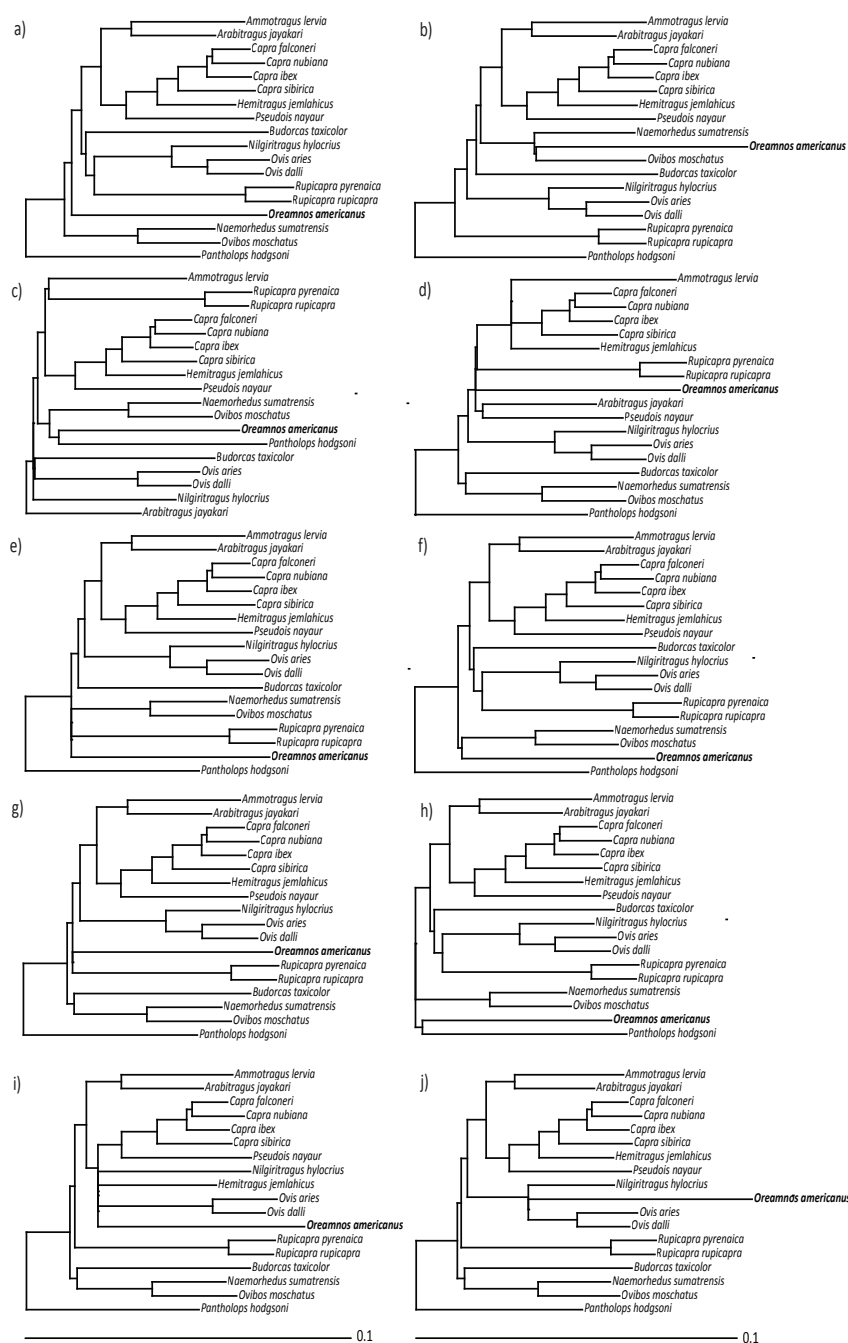 a)
Ammotragus lervia
Arabitragus jayakari
Capra falconeri
Capra nubiana
Capra ibex
Capra sibirica
Hemitragus jemlahicus
Pseudois nayaur
Budorcas taxicolor
Nilgiritragus hylocrius
Ovis aries
Ovis dalli
Rupicapra pyrenaica
Rupicapra rupicapra
Oreamnos americanus
Naemorhedus sumatrensis
Ovibos moschatus
Pantholops hodgsoni
b)
Ammotragus lervia
Arabitragus jayakari
Capra falconeri
Capra nubiana
Capra ibex
Capra sibirica
Hemitragus jemlahicus
Pseudois nayaur
Naemorhedus sumatrensis
Oreamnos americanus
Ovibos moschatus
Budorcas taxicolor
Nilgiritragus hylocrius
Ovis aries
Ovis dalli
Rupicapra pyrenaica
Rupicapra rupicapra
Pantholops hodgsoni
c)
Ammotragus lervia
Rupicapra pyrenaica
Rupicapra rupicapra
Capra falconeri
Capra nubiana
Capra ibex
Capra sibirica
Hemitragus jemlahicus
Pseudois nayaur
Naemorhedus sumatrensis
Ovibos moschatus
Oreamnos americanus
Pantholops hodgsoni
Budorcas taxicolor
Ovis aries
Ovis dalli
Nilgiritragus hylocrius
Arabitragus jayakari
d)
Ammotragus lervia
Capra falconeri
Capra nubiana
Capra ibex
Capra sibirica
Hemitragus jemlahicus
Rupicapra pyrenaica
Rupicapra rupicapra
Oreamnos americanus
Arabitragus jayakari
Pseudois nayaur
Nilgiritragus hylocrius
Ovis aries
Ovis dalli
Budorcas taxicolor
Naemorhedus sumatrensis
Ovibos moschatus
Pantholops hodgsoni
e)
Ammotragus lervia
Arabitragus jayakari
Capra falconeri
Capra nubiana
Capra ibex
Capra sibirica
Hemitragus jemlahicus
Pseudois nayaur
Nilgiritragus hylocrius
Ovis aries
Ovis dalli
Budorcas taxicolor
Naemorhedus sumatrensis
Ovibos moschatus
Rupicapra pyrenaica
Rupicapra rupicapra
Oreamnos americanus
Pantholops hodgsoni
f)
Ammotragus lervia
Arabitragus jayakari
Capra falconeri
Capra nubiana
Capra ibex
Capra sibirica
Hemitragus jemlahicus
Pseudois nayaur
Budorcas taxicolor
Nilgiritragus hylocrius
Ovis aries
Ovis dalli
Rupicapra pyrenaica
Rupicapra rupicapra
Naemorhedus sumatrensis
Ovibos moschatus
Oreamnos americanus
Pantholops hodgsoni
g)
Ammotragus lervia
Arabitragus jayakari
Capra falconeri
Capra nubiana
Capra ibex
Capra sibirica
Hemitragus jemlahicus
Pseudois nayaur
Nilgiritragus hylocrius
Ovis aries
Ovis dalli
Oreamnos americanus
Rupicapra pyrenaica
Rupicapra rupicapra
Budorcas taxicolor
Naemorhedus sumatrensis
Ovibos moschatus
Pantholops hodgsoni
h)
Ammotragus lervia
Arabitragus jayakari
Capra falconeri
Capra nubiana
Capra ibex
Capra sibirica
Hemitragus jemlahicus
Pseudois nayaur
Budorcas taxicolor
Nilgiritragus hylocrius
Ovis aries
Ovis dalli
Rupicapra pyrenaica
Rupicapra rupicapra
Naemorhedus sumatrensis
Ovibos moschatus
Oreamnos americanus
Pantholops hodgsoni
i)
Ammotragus lervia
Arabitragus jayakari
Capra falconeri
Capra nubiana
Capra ibex
Capra sibirica
Pseudois nayaur
Nilgiritragus hylocrius
Hemitragus jemlahicus
Ovis aries
Ovis dalli
Oreamnos americanus
Rupicapra pyrenaica
Rupicapra rupicapra
Budorcas taxicolor
Naemorhedus sumatrensis
Ovibos moschatus
Pantholops hodgsoni
0.1
j)
Ammotragus lervia
Arabitragus jayakari
Capra falconeri
Capra nubiana
Capra ibex
Capra sibirica
Hemitragus jemlahicus
Pseudois nayaur
Nilgiritragus hylocrius
Oreamnos americanus
Ovis aries
Ovis dalli
Rupicapra pyrenaica
Rupicapra rupicapra
Budorcas taxicolor
Naemorhedus sumatrensis
Ovibos moschatus
Pantholops hodgsoni
0.1